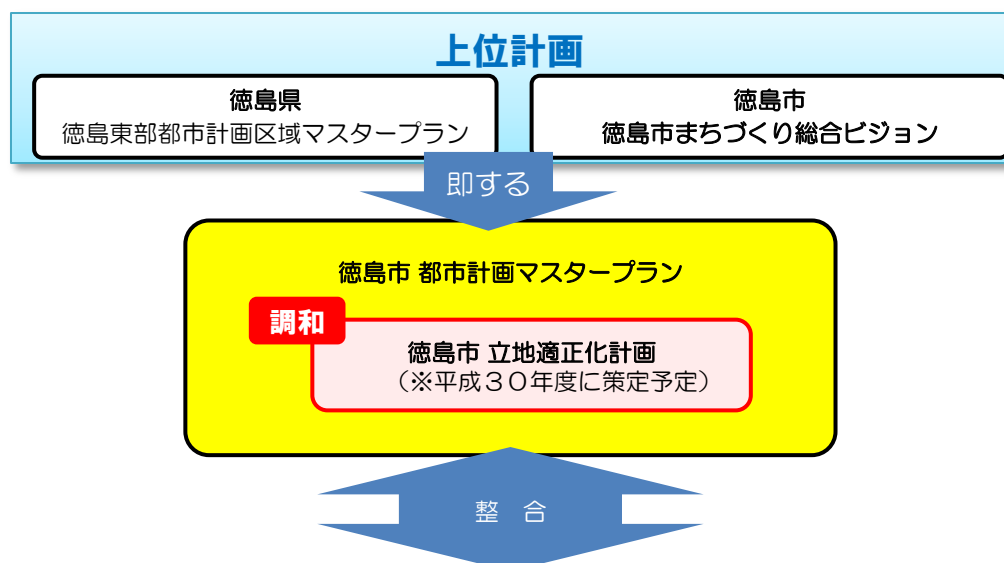 上位計画
徳島県
徳島東部都市計画区域マスタープラン
徳島市
徳島市まちづくり総合ビジョン
即する
徳島市 都市計画マスタープラン
調和
徳島市 立地適正化計画
（※平成３０年度に策定予定）
整　合